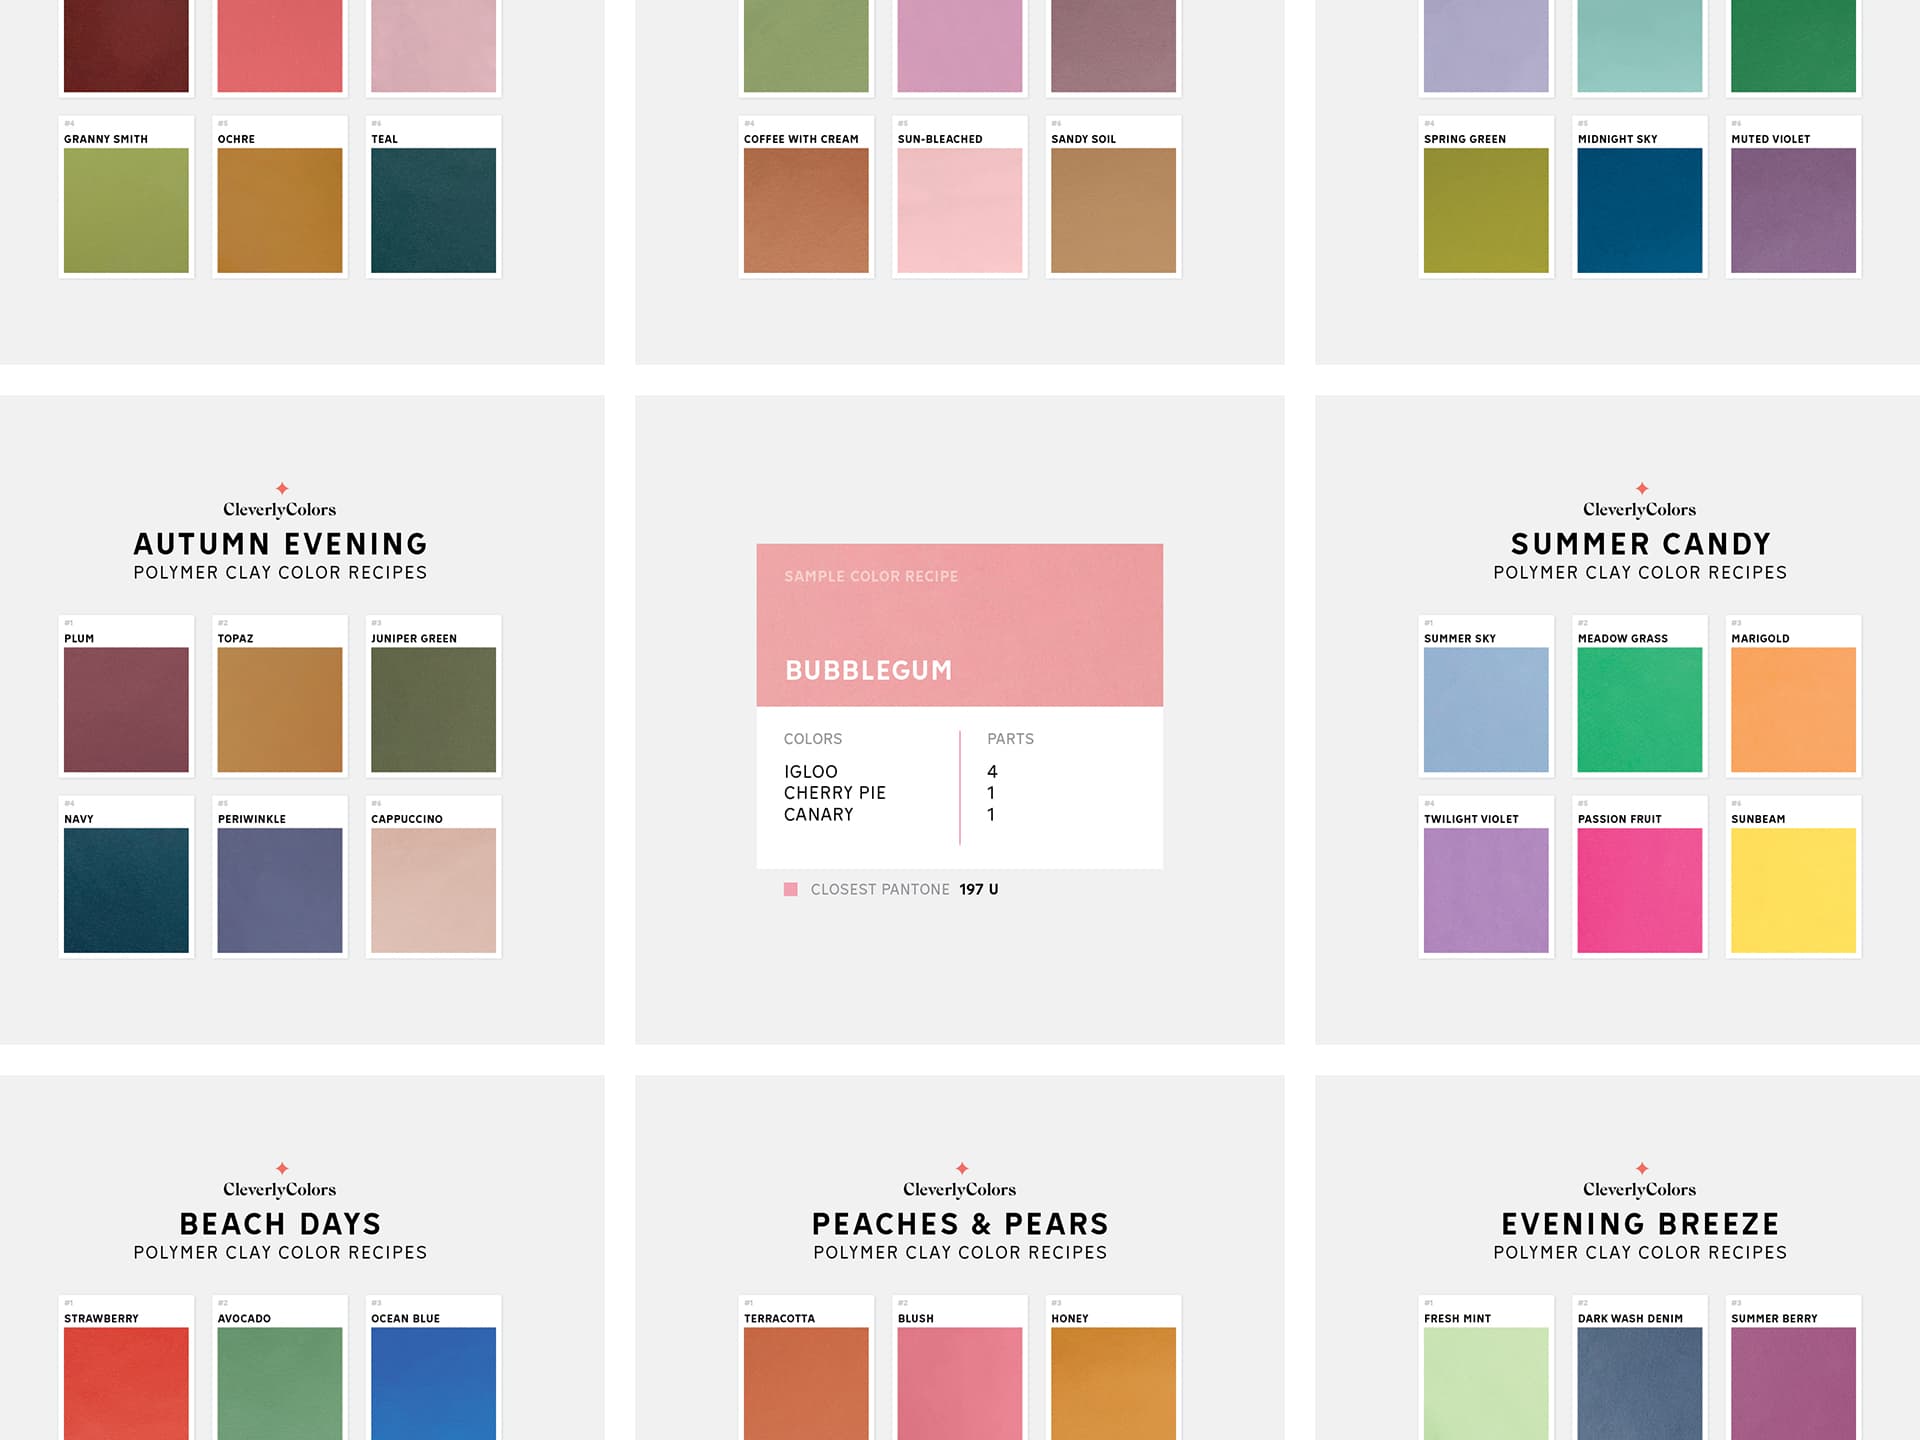 #4
GRANNY SMITH
#5
OCHRE
#6
TEAL
#4
COFFEE WITH CREAM
#5
SUN-BLEACHED
#6
SANDY SOIL
#4
SPRING GREEN
#5
MIDNIGHT SKY
#6
MUTED VIOLET
CleverlyColors
AUTUMN EVENING
POLYMER CLAY COLOR RECIPES
#1
PLUM
#2
TOPAZ
#3
JUNIPER GREEN
#4
NAVY
#5
PERIWINKLE
#6
CAPPUCCINO
SAMPLE COLOR RECIPE
BUBBLEGUM
COLORS PARTS
IGLOO 4
CHERRY PIE 1
CANARY 1
CLOSEST PANTONE 197 U
CleverlyColors
SUMMER CANDY
POLYMER CLAY COLOR RECIPES
#1
SUMMER SKY
#2
MEADOW GRASS
#3
MARIGOLD
#4
TWILIGHT VIOLET
#5
PASSION FRUIT
#6
SUNBEAM
CleverlyColors
BEACH DAYS
POLYMER CLAY COLOR RECIPES
#1
STRAWBERRY
#2
AVOCADO
#3
OCEAN BLUE
CleverlyColors
PEACHES & PEARS
POLYMER CLAY COLOR RECIPES
#1
TERRACOTTA
#2
BLUSH
#3
HONEY
CleverlyColors
EVENING BREEZE
POLYMER CLAY COLOR RECIPES
#1
FRESH MINT
#2
DARK WASH DENIM
#3
SUMMER BERRY